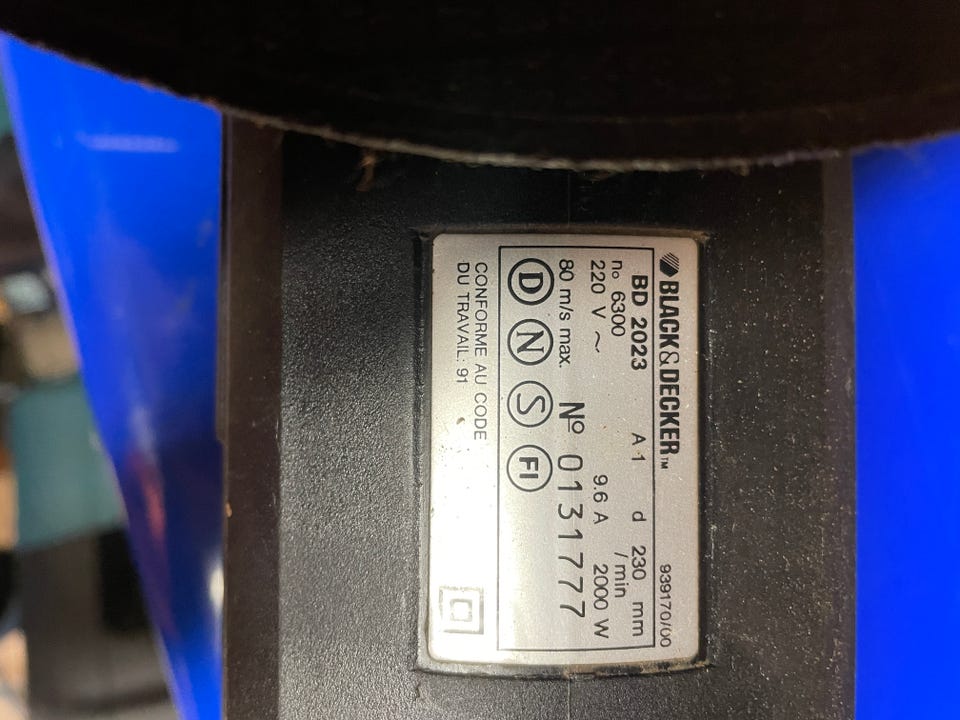 BLACK&DECKER™ 939170/00
BD 2023 A 1 d 230 mm
no 6300 /min
220 V ~ 9.6 A 2000 W
80 m/s max. Nº 0131777
D N S FI
CONFORME AU CODE
DU TRAVAIL: 91